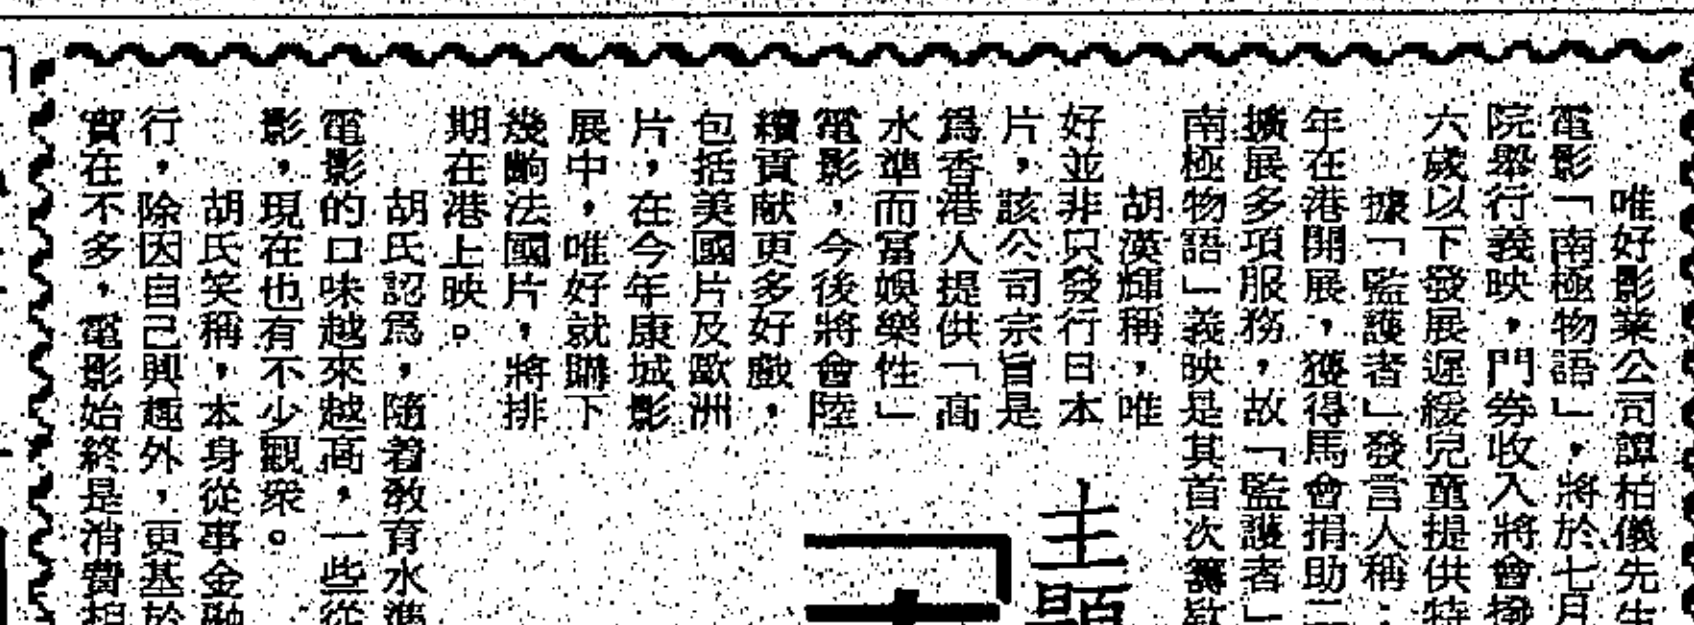 唯好影業公司譚柏儀先生
電影「南極物語」，將於七月
院舉行義映，門券收入將會撥
六歲以下發展遲緩兒童提供特
據「監護者」發言人稱：
年在港開展，獲得馬會捐助二
擴展多項服務，故「監護者」
南極物語」義映是其首次籌款
胡漢輝稱，唯
好並非只發行日本
片，該公司宗旨是
爲香港人提供「高
水準而富娛樂性」
電影，今後將會陸
續貢献更多好戲，
包括美國片及歐洲
片，在今年康城影
展中，唯好就購下
幾齣法國片，將排
期在港上映。
胡氏認爲，隨着敎育水準
電影的口味越來越高，一些從
影，現在也有不少觀衆。
胡氏笑稱，本身從事金融
行，除因自己興趣外，更基於
實在不多，電影始終是消費
主題